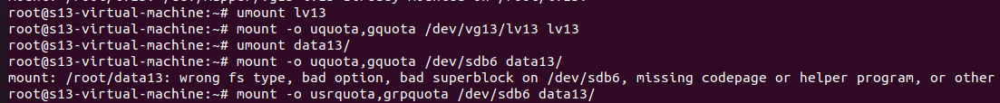 root@s13-virtual-machine:~# umount lv13
root@s13-virtual-machine:~# mount -o uquota,gquota /dev/vg13/lv13 lv13
root@s13-virtual-machine:~# umount data13/
root@s13-virtual-machine:~# mount -o uquota,gquota /dev/sdb6 data13/
mount: /root/data13: wrong fs type, bad option, bad superblock on /dev/sdb6, missing codepage or helper program, or other
root@s13-virtual-machine:~# mount -o usrquota,grpquota /dev/sdb6 data13/